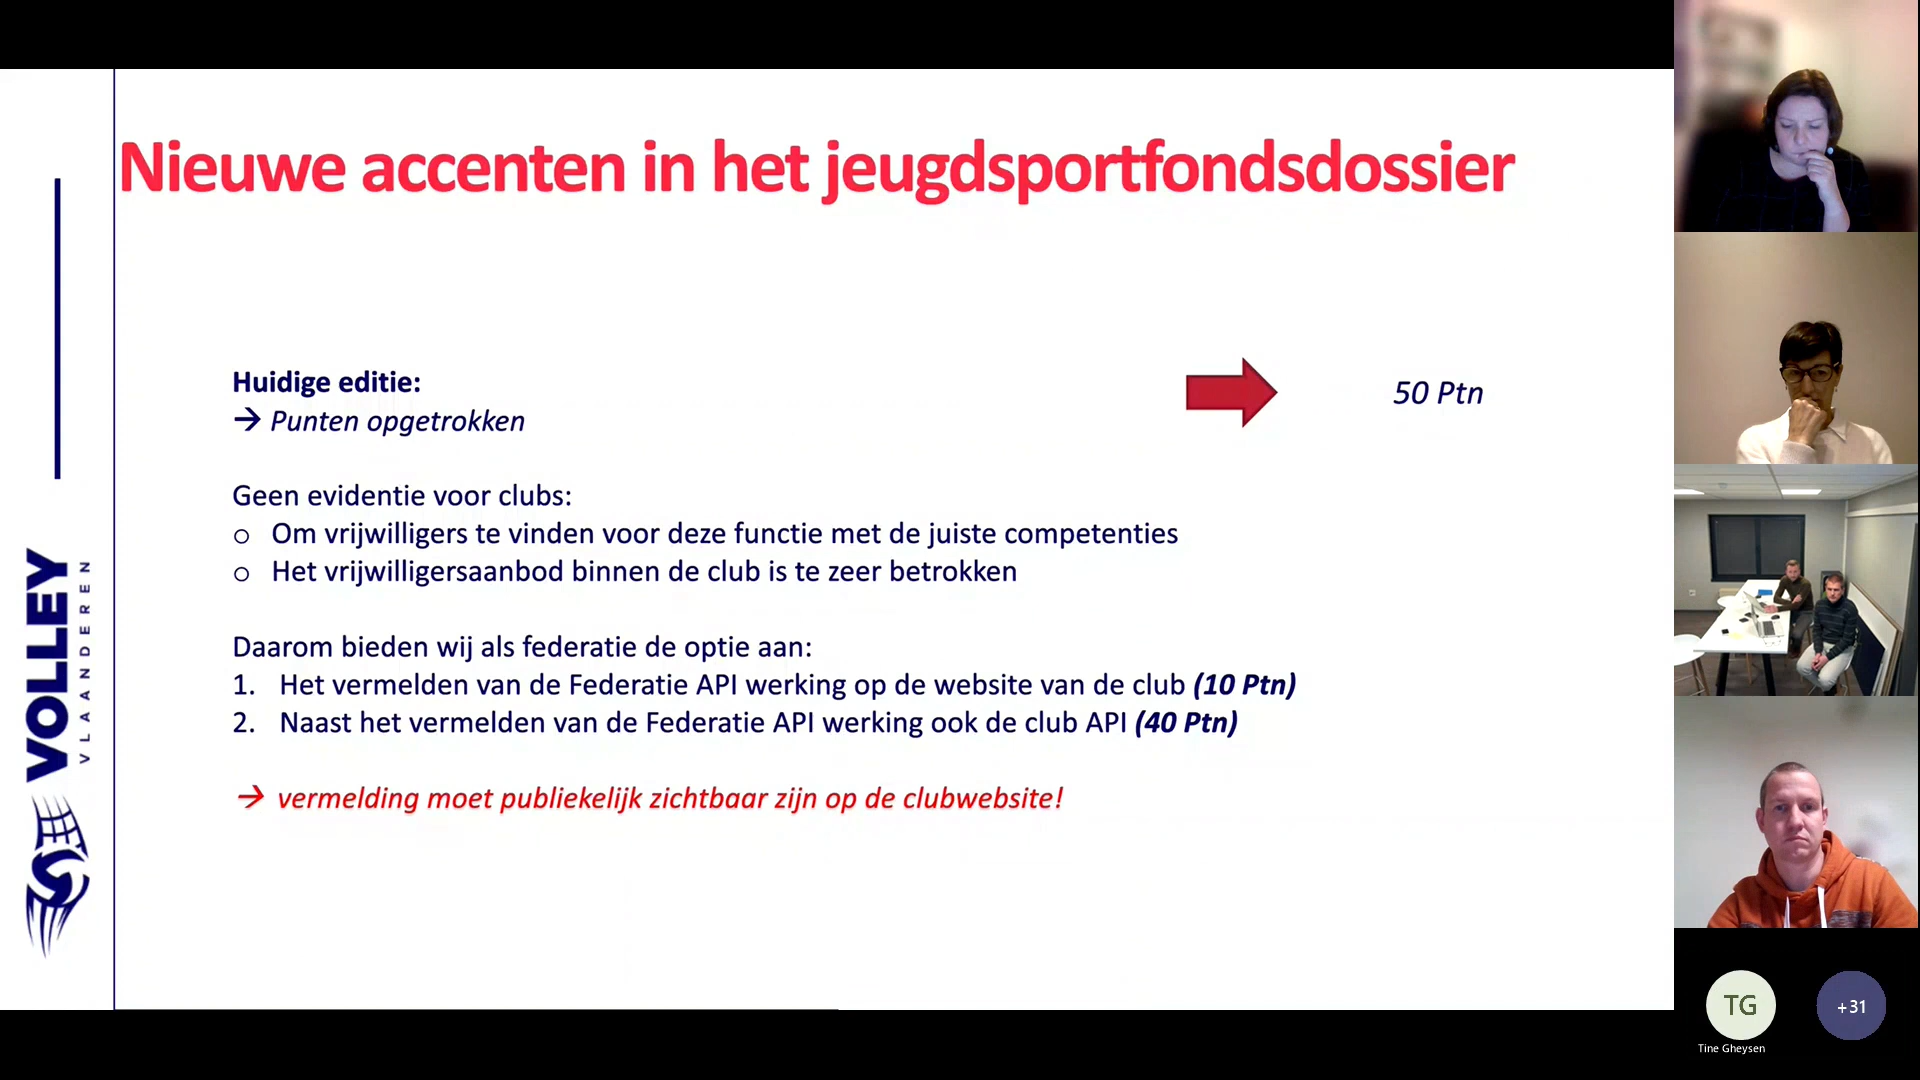 Nieuwe accenten in het jeugdsportfondsdossier
Huidige editie:
→ Punten opgetrokken
50 Ptn
Geen evidentie voor clubs:
o Om vrijwilligers te vinden voor deze functie met de juiste competenties
o Het vrijwilligersaanbod binnen de club is te zeer betrokken
Daarom bieden wij als federatie de optie aan:
1. Het vermelden van de Federatie API werking op de website van de club (10 Ptn)
2. Naast het vermelden van de Federatie API werking ook de club API (40 Ptn)
→ vermelding moet publiekelijk zichtbaar zijn op de clubwebsite!
VOLLEY
VLAANDEREN
TG
+31
Tine Gheysen